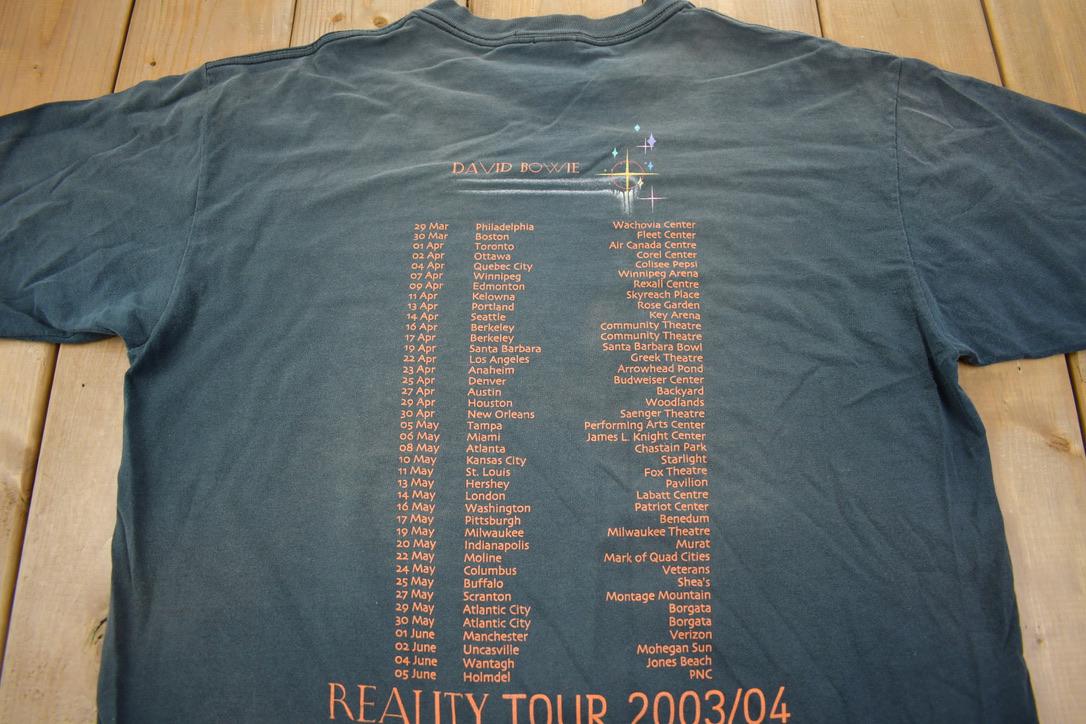 DAVID BOWIE
29 Mar Philadelphia Wachovia Center
30 Mar Boston Fleet Center
01 Apr Toronto Air Canada Centre
02 Apr Ottawa Corel Center
04 Apr Quebec City Colisee Pepsi
07 Apr Winnipeg Winnipeg Arena
09 Apr Edmonton Rexall Centre
11 Apr Kelowna Skyreach Place
13 Apr Portland Rose Garden
14 Apr Seattle Key Arena
16 Apr Berkeley Community Theatre
17 Apr Berkeley Community Theatre
19 Apr Santa Barbara Santa Barbara Bowl
22 Apr Los Angeles Greek Theatre
23 Apr Anaheim Arrowhead Pond
25 Apr Denver Budweiser Center
27 Apr Austin Backyard
29 Apr Houston Woodlands
30 Apr New Orleans Saenger Theatre
05 May Tampa Performing Arts Center
06 May Miami James L. Knight Center
08 May Atlanta Chastain Park
10 May Kansas City Starlight
11 May St. Louis Fox Theatre
13 May Hershey Pavilion
14 May London Labatt Centre
16 May Washington Patriot Center
17 May Pittsburgh Benedum
19 May Milwaukee Milwaukee Theatre
20 May Indianapolis Murat
22 May Moline Mark of Quad Cities
24 May Columbus Veterans
25 May Buffalo Shea's
27 May Scranton Montage Mountain
29 May Atlantic City Borgata
30 May Atlantic City Borgata
01 June Manchester Verizon
02 June Uncasville Mohegan Sun
04 June Wantagh Jones Beach
05 June Holmdel PNC
REALITY TOUR 2003/04